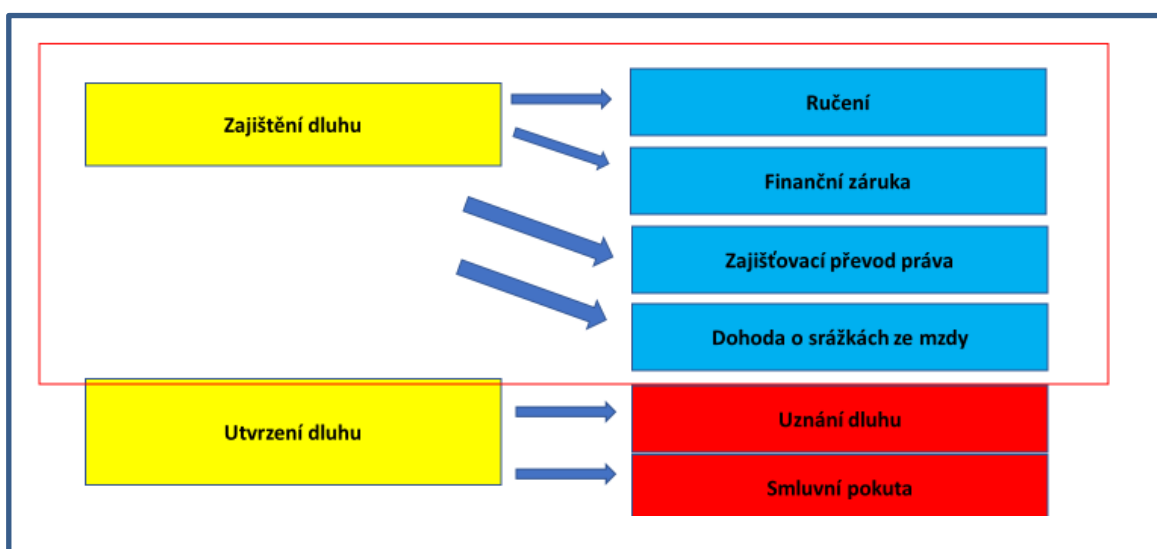 Zajištění dluhu
Ručení
Finanční záruka
Zajišťovací převod práva
Dohoda o srážkách ze mzdy
Utvrzení dluhu
Uznání dluhu
Smluvní pokuta